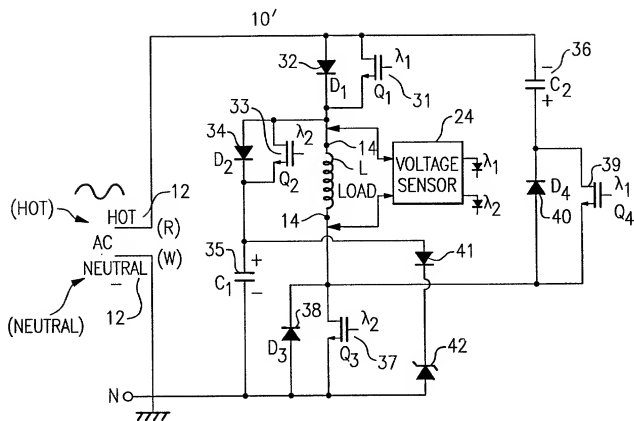 10'
32
D1
λ1
Q1
31
36
−
C2
+
34
33
λ2
D2
Q2
14
L
LOAD
14
24
VOLTAGE
SENSOR
λ1
λ2
39
D4
λ1
40
Q4
(HOT)
12
HOT
(R)
AC
(W)
NEUTRAL
−
12
(NEUTRAL)
35
+
C1
−
41
38
D3
λ2
Q3
37
42
N